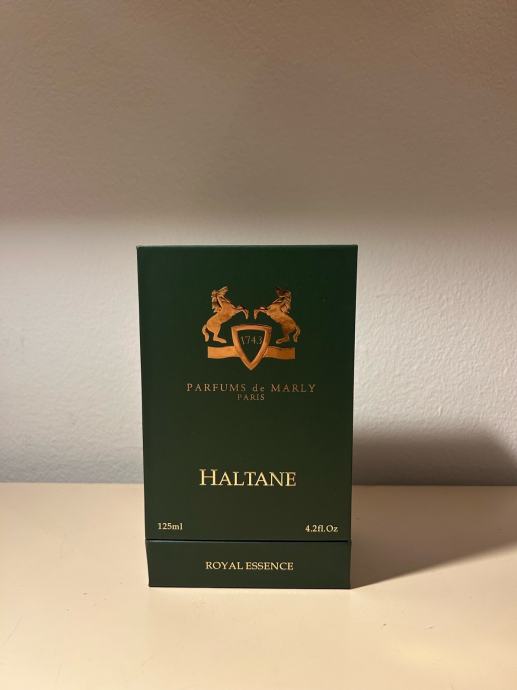 1743
PARFUMS de MARLY
PARIS
HALTANE
125ml 4.2fl.Oz
ROYAL ESSENCE